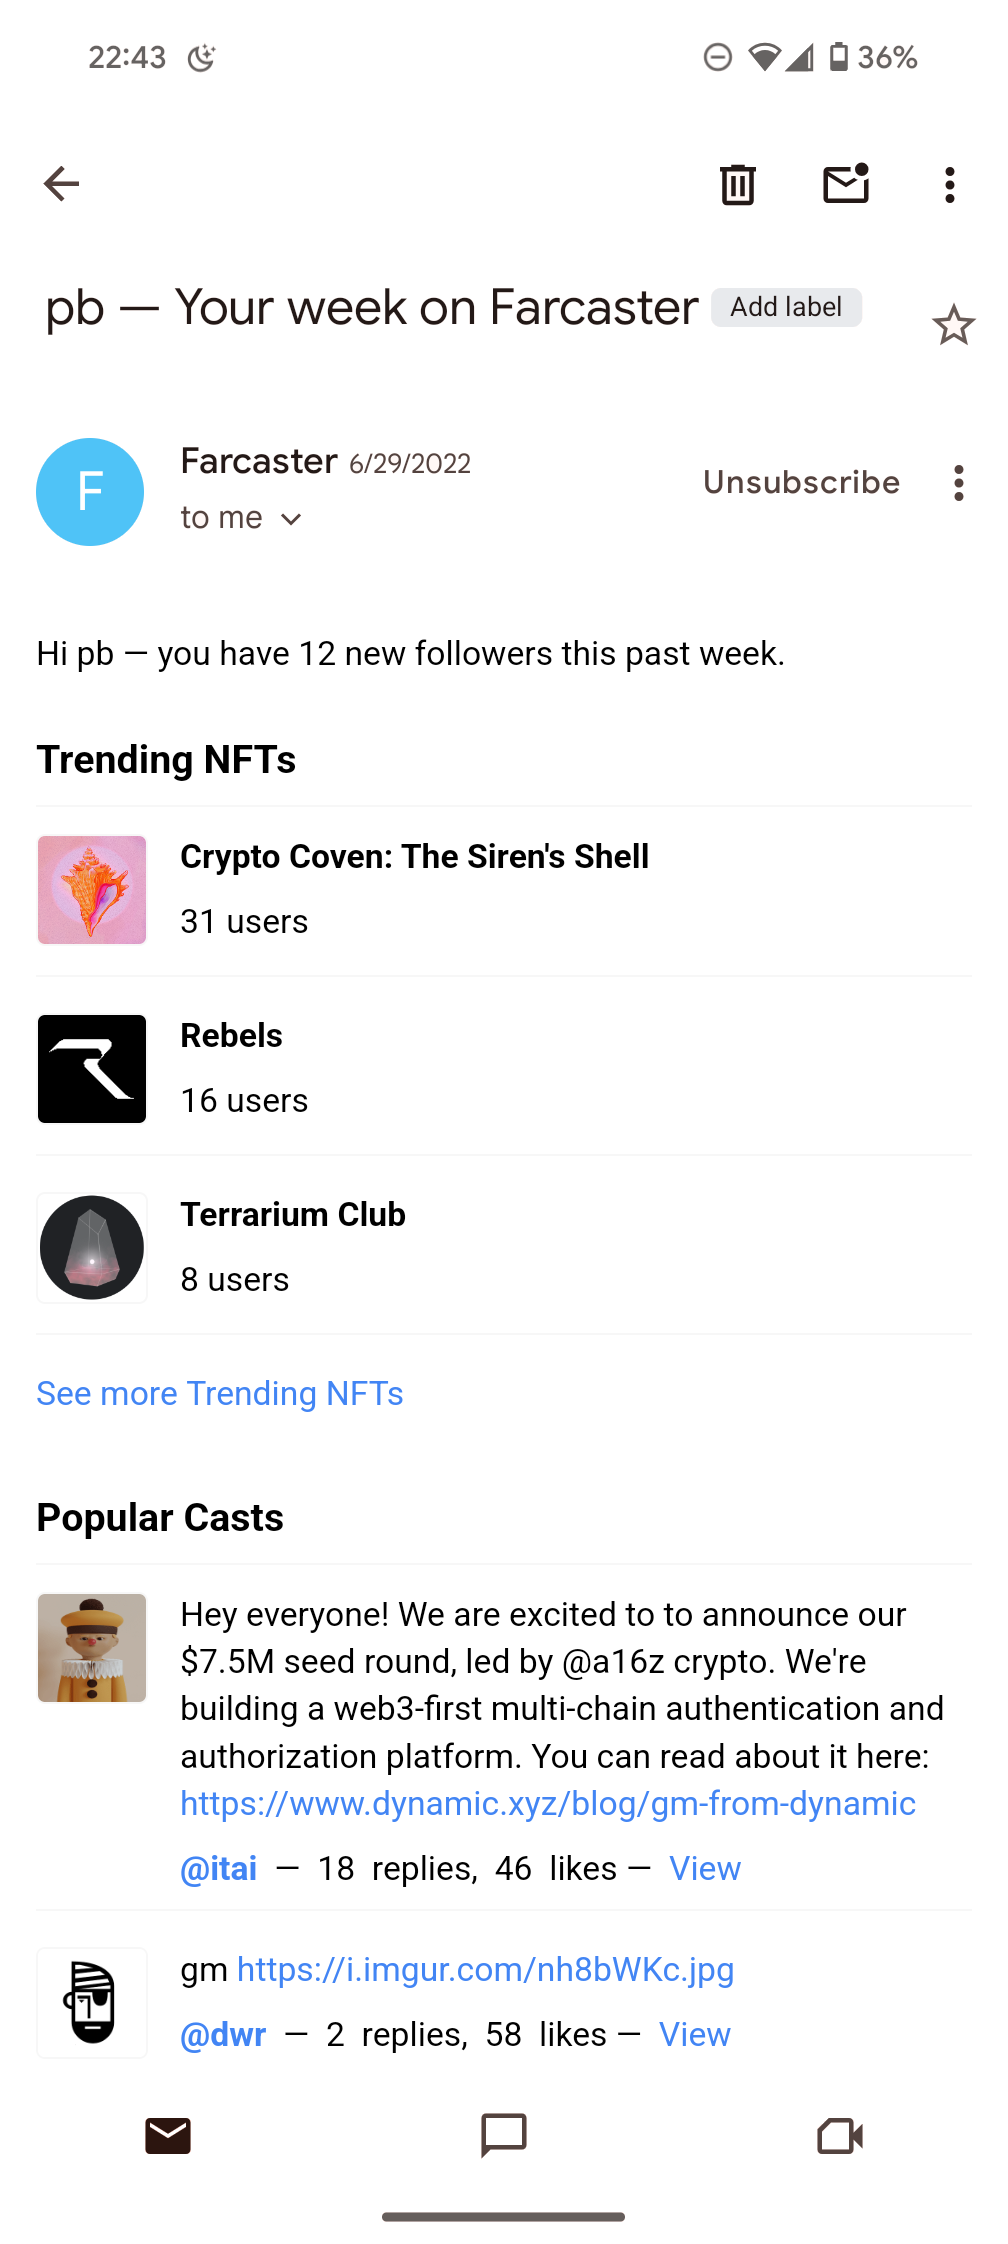 22:43
36%
pb — Your week on Farcaster
Add label
Farcaster 6/29/2022
Unsubscribe
to me
F
Hi pb — you have 12 new followers this past week.
Trending NFTs
Crypto Coven: The Siren's Shell
31 users
Rebels
16 users
Terrarium Club
8 users
See more Trending NFTs
Popular Casts
Hey everyone! We are excited to to announce our
$7.5M seed round, led by @a16z crypto. We're
building a web3-first multi-chain authentication and
authorization platform. You can read about it here:
https://www.dynamic.xyz/blog/gm-from-dynamic
@itai — 18 replies, 46 likes — View
gm https://i.imgur.com/nh8bWKc.jpg
@dwr — 2 replies, 58 likes — View